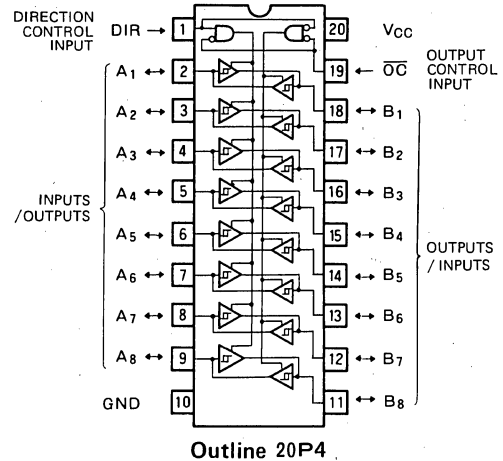 DIRECTION
CONTROL
INPUT
DIR → 1
20 Vcc
A1 ↔ 2
19 ← OC̅
OUTPUT
CONTROL
INPUT
A2 ↔ 3
18 ↔ B1
A3 ↔ 4
17 ↔ B2
A4 ↔ 5
16 ↔ B3
INPUTS
/OUTPUTS
A5 ↔ 6
15 ↔ B4
OUTPUTS
/ INPUTS
A6 ↔ 7
14 ↔ B5
A7 ↔ 8
13 ↔ B6
A8 ↔ 9
12 ↔ B7
GND 10
11 ↔ B8
Outline 20P4